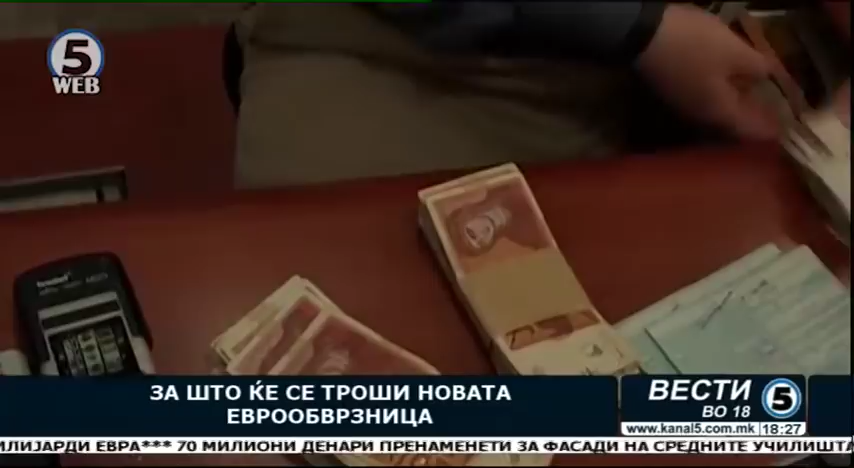 5
WEB
ЗА ШТО ЌЕ СЕ ТРОШИ НОВАТА
ЕВРООБВРЗНИЦА
ВЕСТИ
ВО 18
5
www.kanal5.com.mk
18:27
ЕВРА*** 70 МИЛИОНИ ДЕНАРИ ПРЕНАМЕНЕТИ ЗА ФАСАДИ НА СРЕДНИТЕ